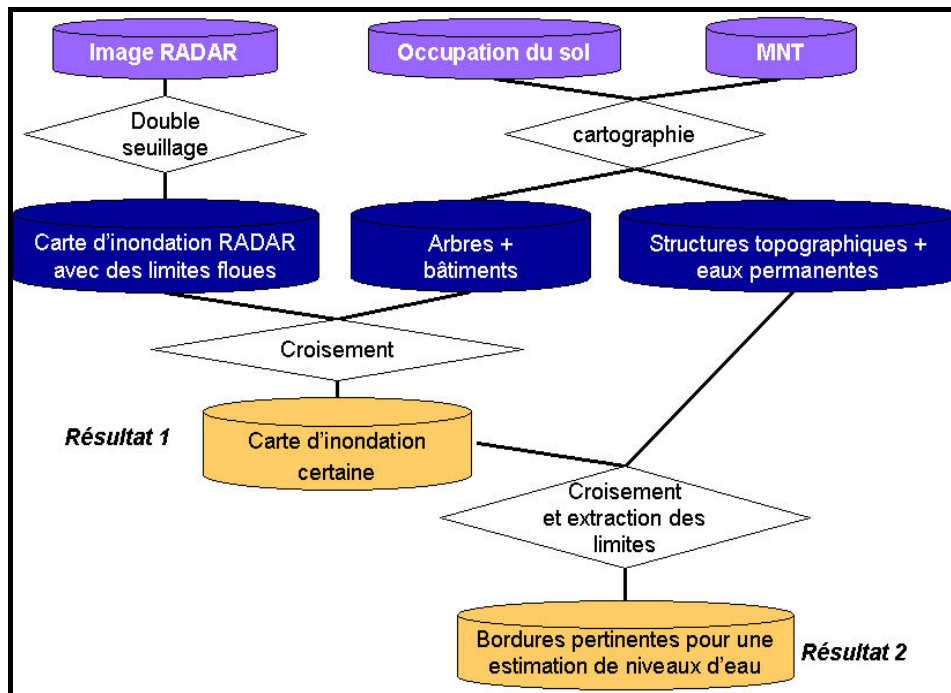 Image RADAR
Occupation du sol
MNT
Double
seuillage
cartographie
Carte d'inondation RADAR
avec des limites floues
Arbres +
bâtiments
Structures topographiques +
eaux permanentes
Croisement
Résultat 1
Carte d'inondation
certaine
Croisement
et extraction des
limites
Bordures pertinentes pour une
estimation de niveaux d'eau
Résultat 2